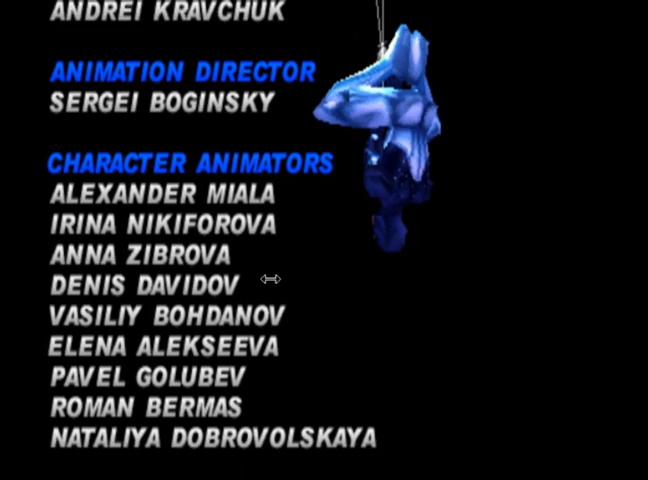 ANDREI KRAVCHUK
ANIMATION DIRECTOR
SERGEI BOGINSKY
CHARACTER ANIMATORS
ALEXANDER MIALA
IRINA NIKIFOROVA
ANNA ZIBROVA
DENIS DAVIDOV
VASILIY BOHDANOV
ELENA ALEKSEEVA
PAVEL GOLUBEV
ROMAN BERMAS
NATALIYA DOBROVOLSKAYA